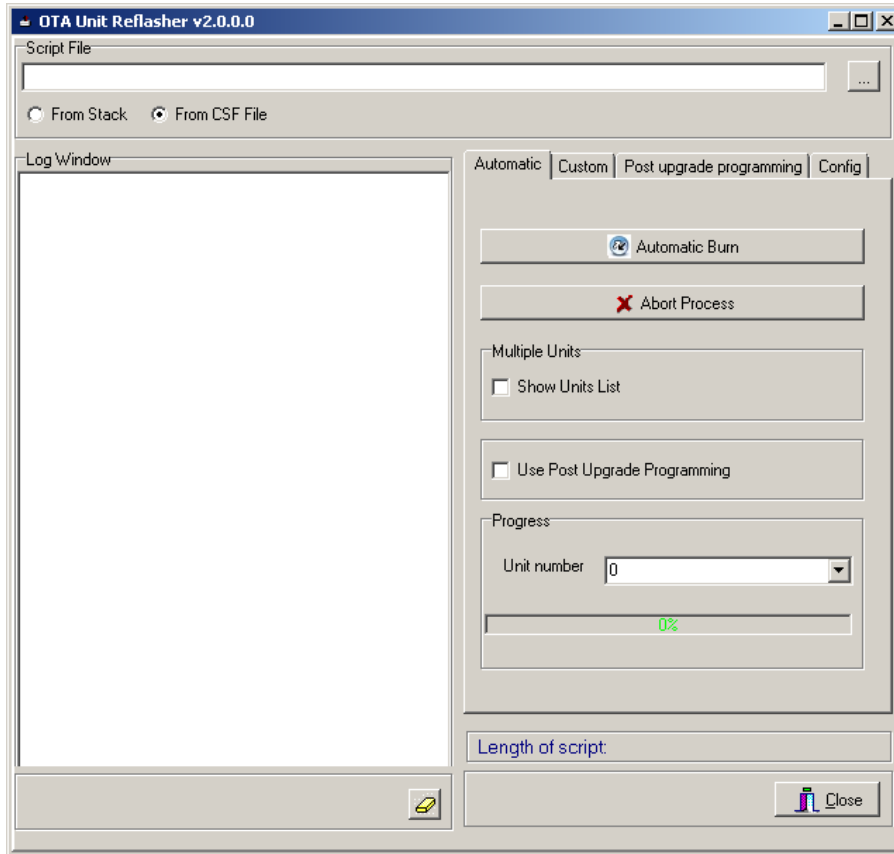 OTA Unit Reflasher v2.0.0.0
Script File
...
From Stack From CSF File
Log Window
Automatic Custom Post upgrade programming Config
Automatic Burn
Abort Process
Multiple Units
Show Units List
Use Post Upgrade Programming
Progress
Unit number 0
0%
Length of script:
Close